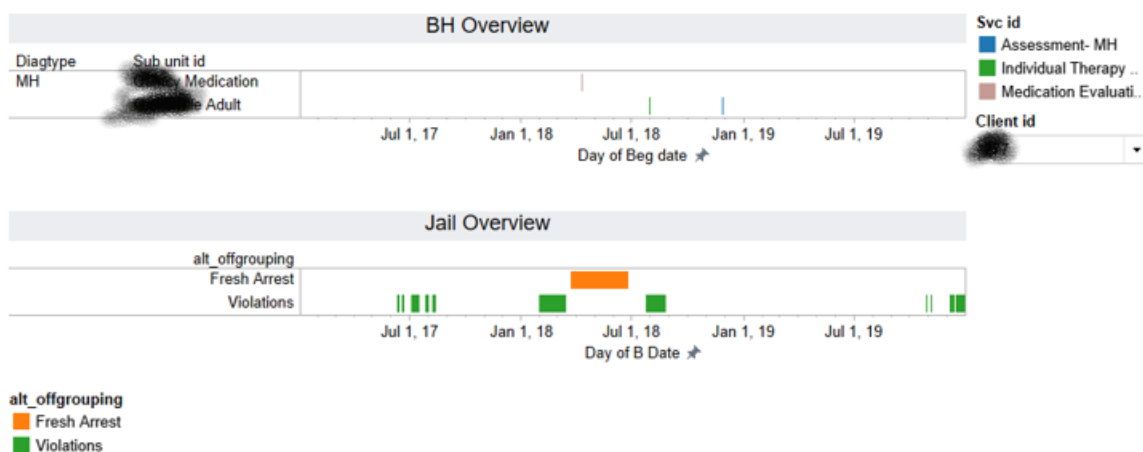 BH Overview
Diagtype Sub unit id
MH Medication
Adult
Jul 1, 17 Jan 1, 18 Jul 1, 18 Jan 1, 19 Jul 1, 19
Day of Beg date
Svc id
Assessment- MH
Individual Therapy ..
Medication Evaluati..
Client id
Jail Overview
alt_offgrouping
Fresh Arrest
Violations
Jul 1, 17 Jan 1, 18 Jul 1, 18 Jan 1, 19 Jul 1, 19
Day of B Date
alt_offgrouping
Fresh Arrest
Violations